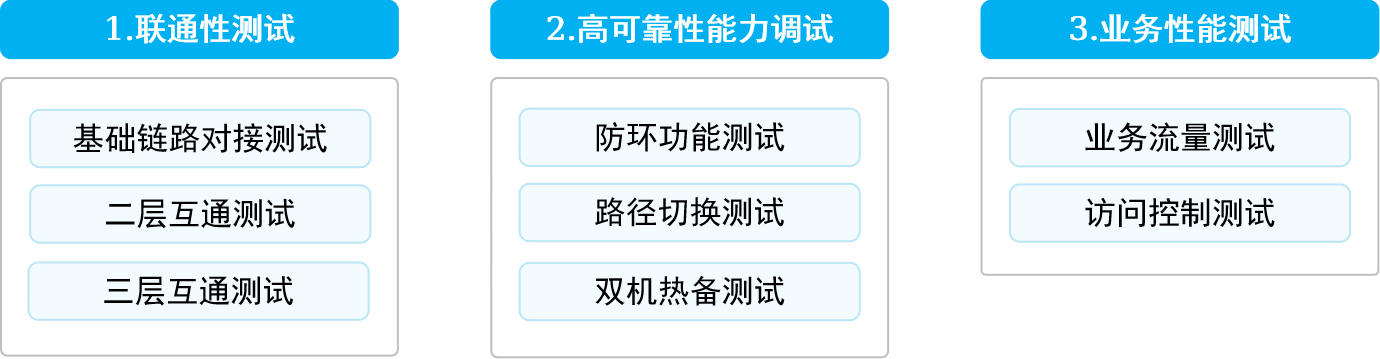 1.联通性测试
基础链路对接测试
二层互通测试
三层互通测试
2.高可靠性能力调试
防环功能测试
路径切换测试
双机热备测试
3.业务性能测试
业务流量测试
访问控制测试